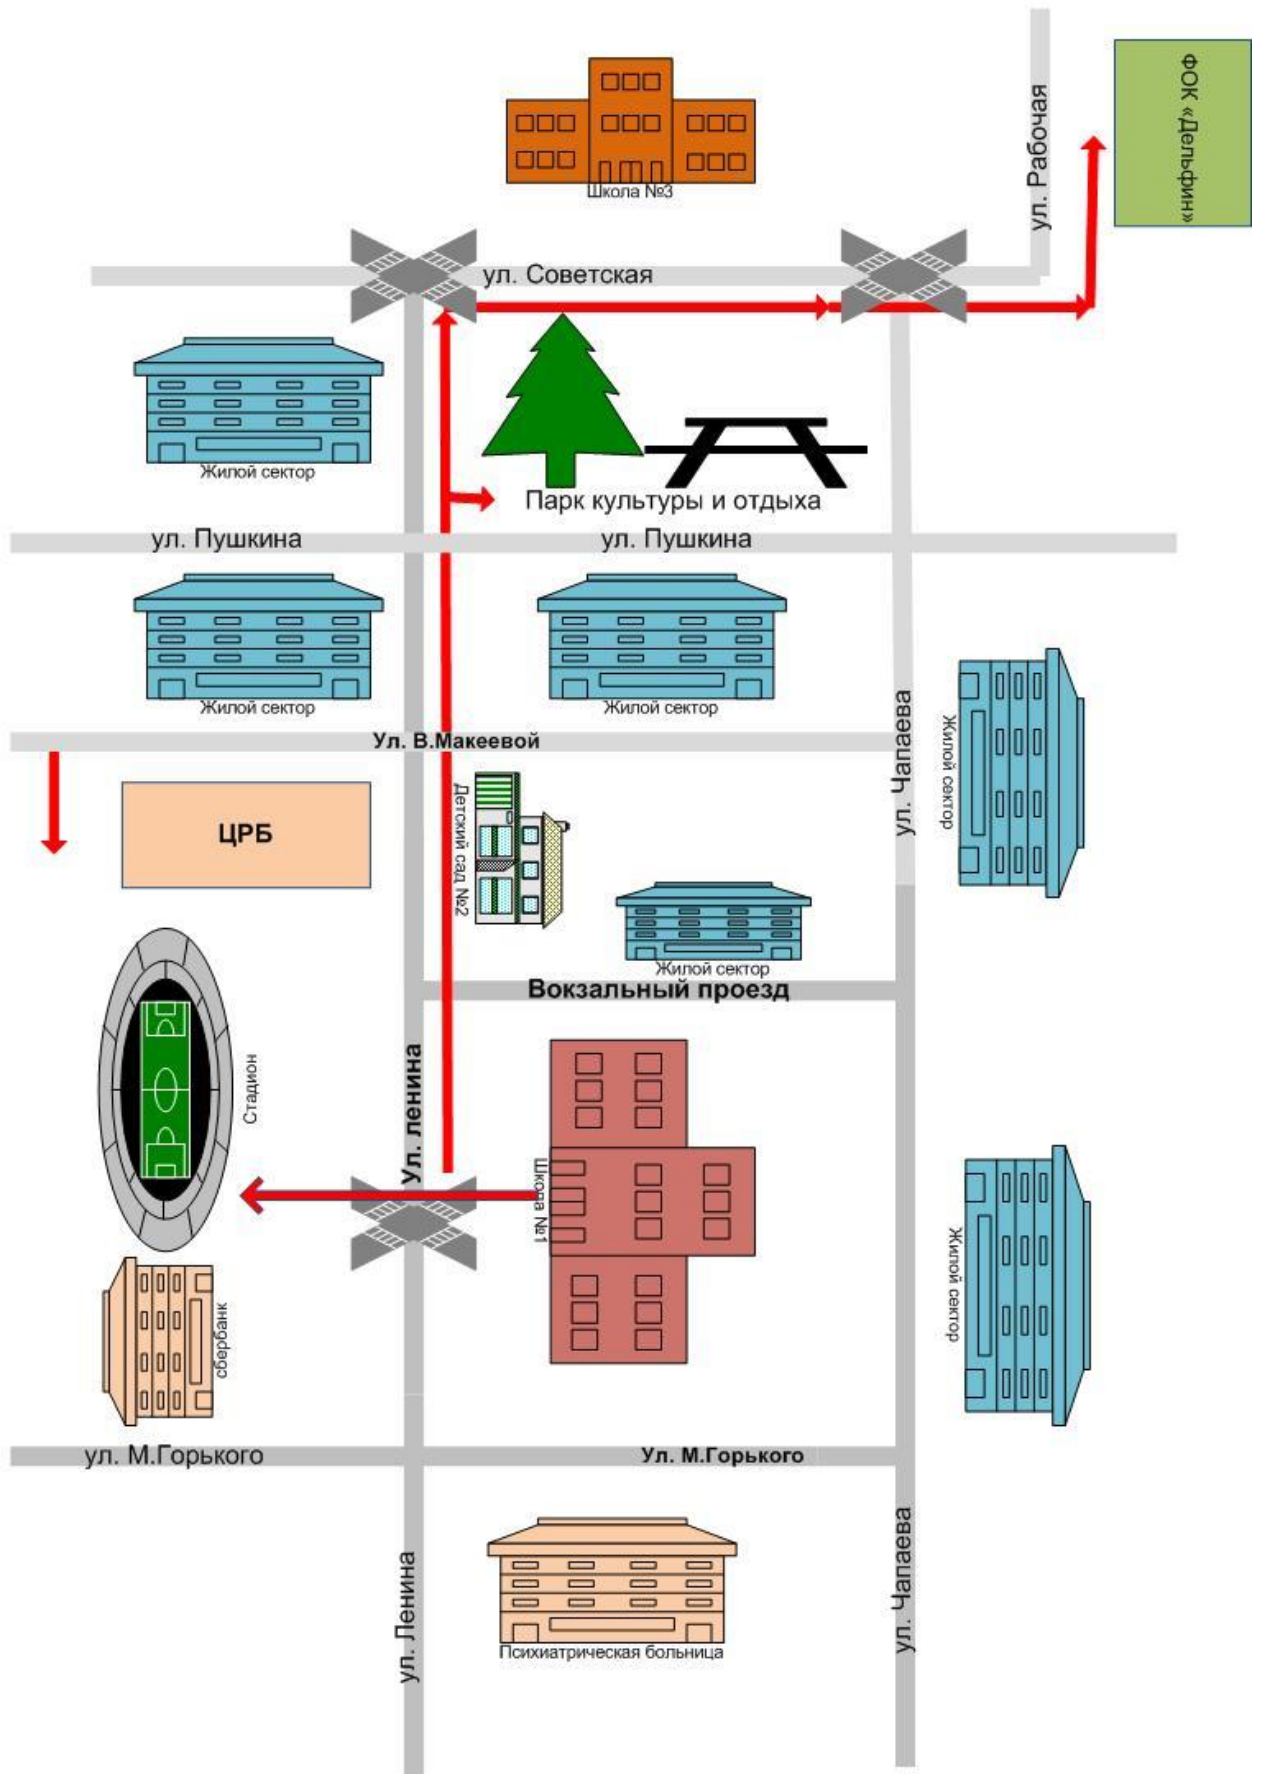 ФОК «Дельфин»
ул. Рабочая
Школа №3
ул. Советская
Жилой сектор
Парк культуры и отдыха
ул. Пушкина
ул. Пушкина
Жилой сектор
Жилой сектор
ул. Чапаева
Жилой сектор
Ул. В.Макеевой
Детский сад №2
ЦРБ
Жилой сектор
Вокзальный проезд
Ул. ленина
Стадион
Школа №1
Жилой сектор
сбербанк
ул. М.Горького
Ул. М.Горького
ул. Ленина
ул. Чапаева
Психиатрическая больница